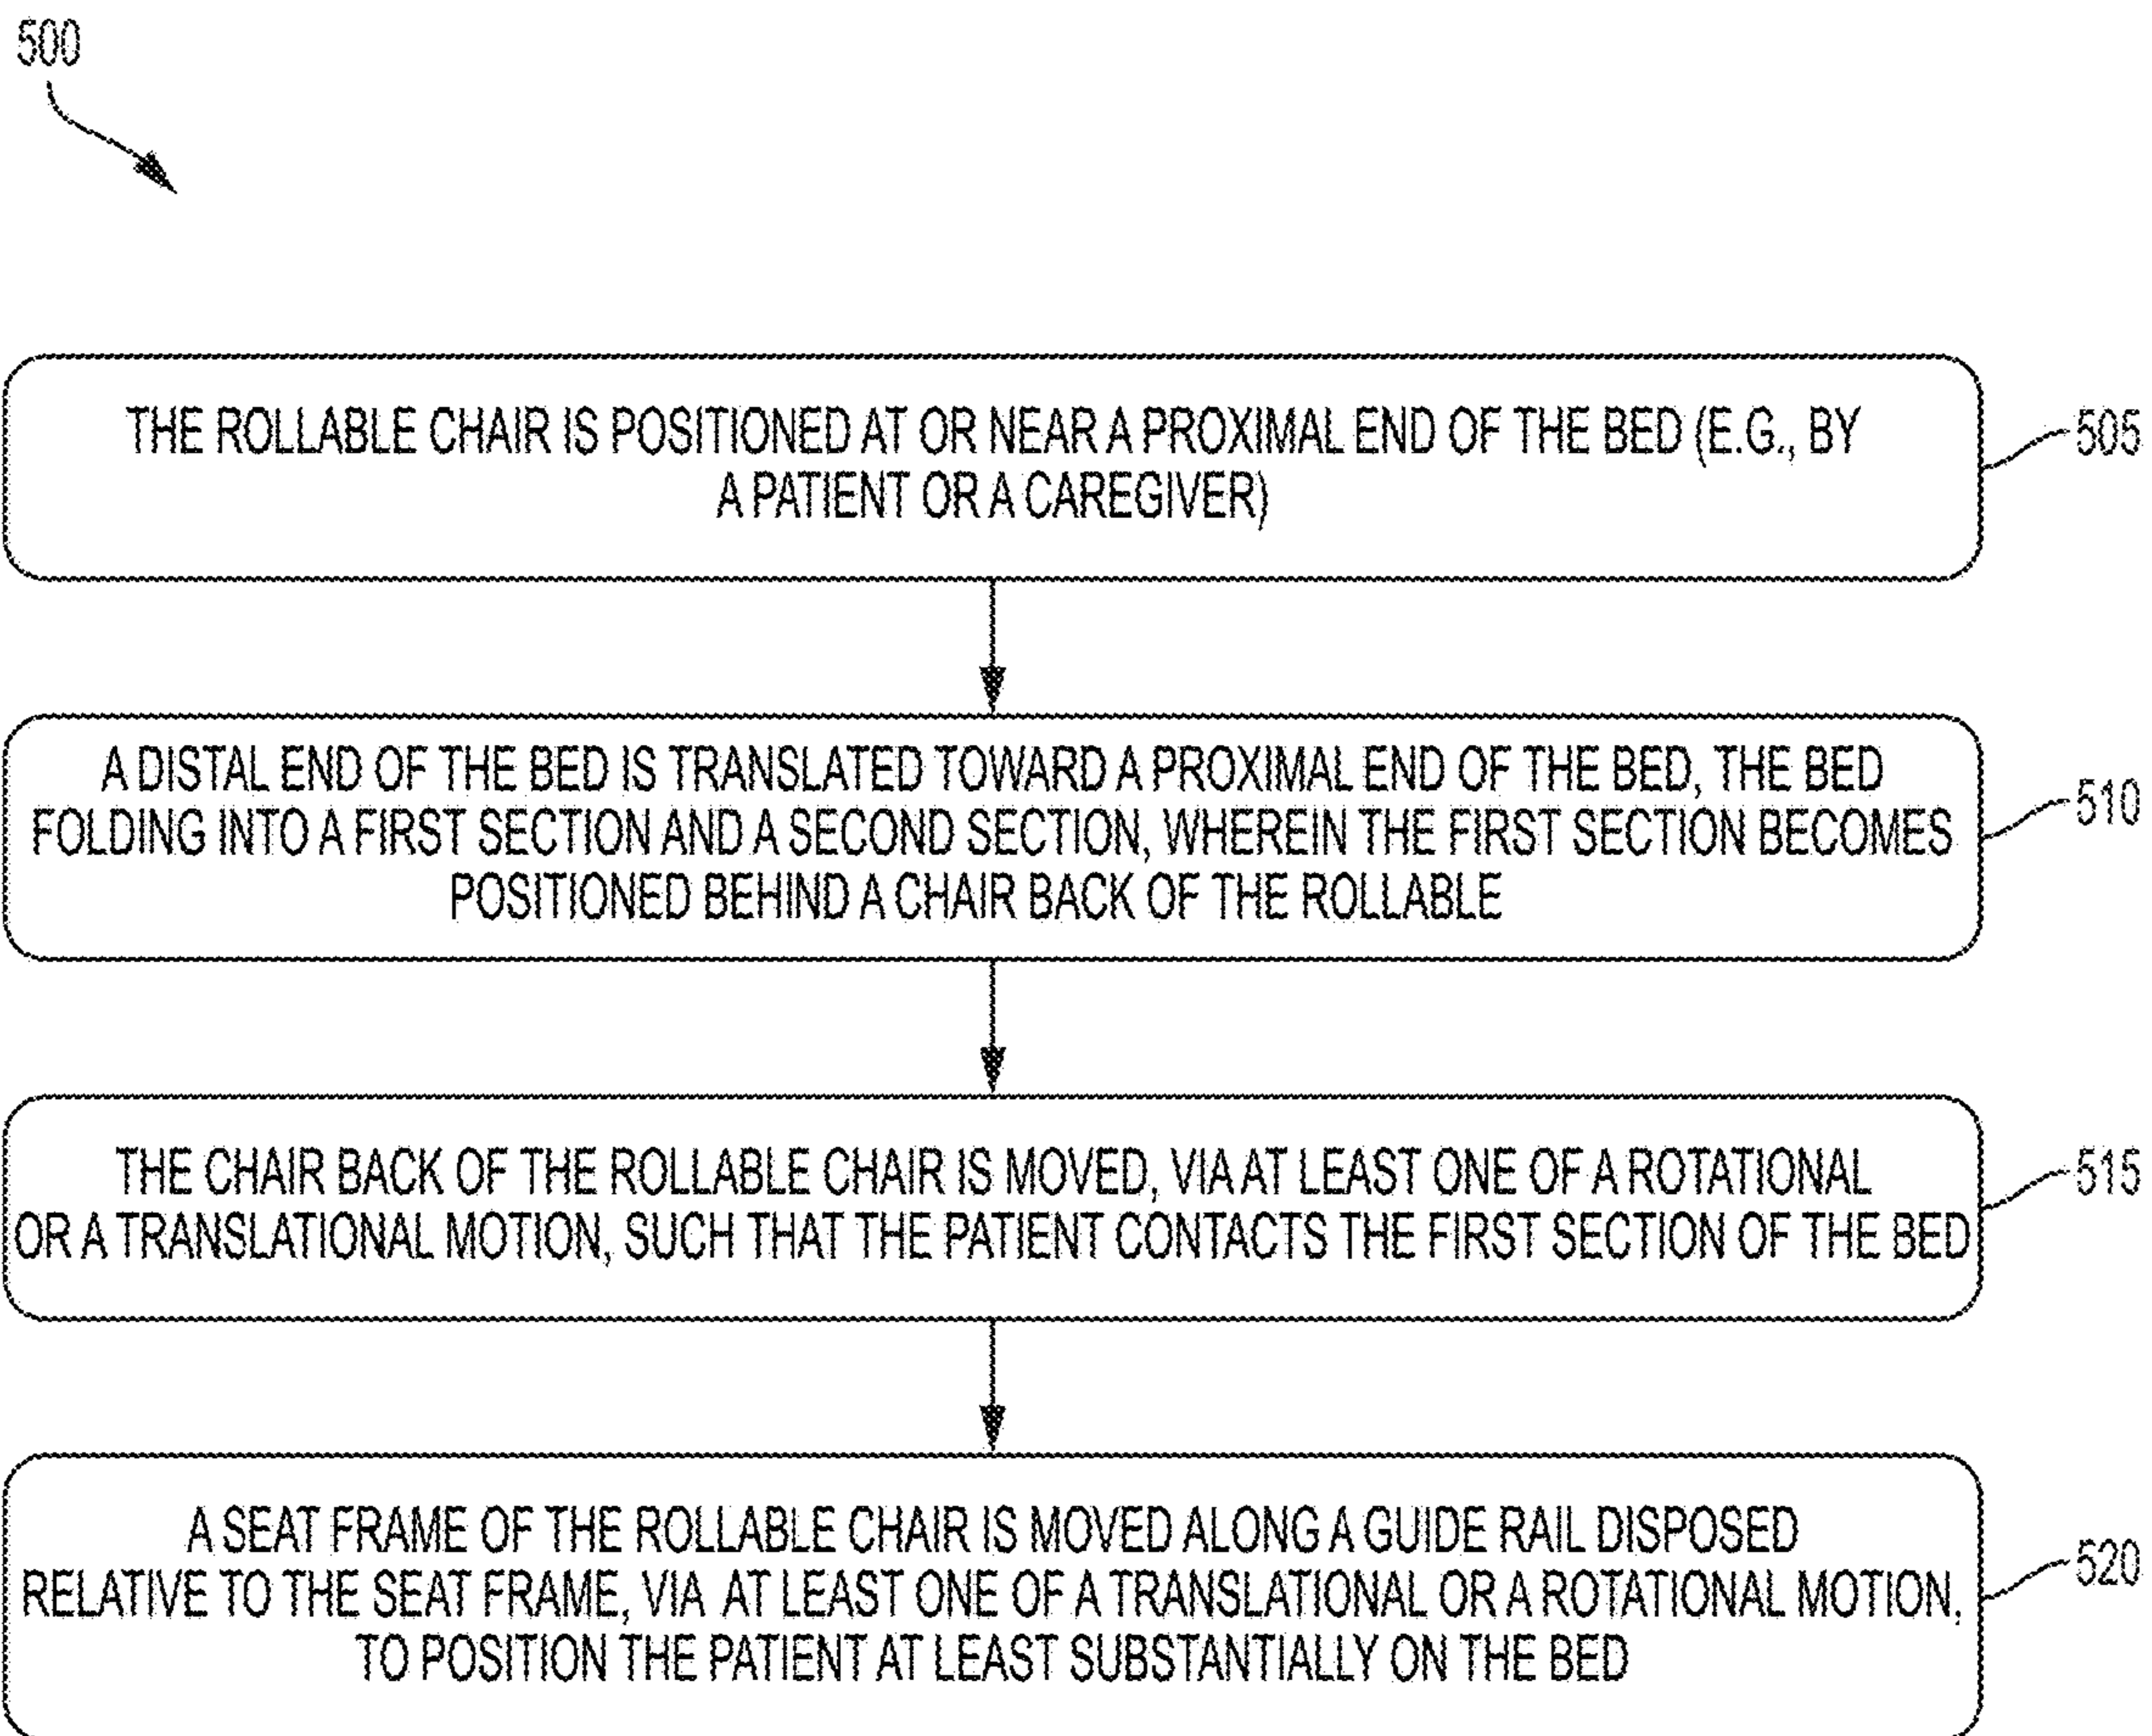 500
THE ROLLABLE CHAIR IS POSITIONED AT OR NEAR A PROXIMAL END OF THE BED (E.G., BY
A PATIENT OR A CAREGIVER)
505
A DISTAL END OF THE BED IS TRANSLATED TOWARD A PROXIMAL END OF THE BED, THE BED
FOLDING INTO A FIRST SECTION AND A SECOND SECTION, WHEREIN THE FIRST SECTION BECOMES
POSITIONED BEHIND A CHAIR BACK OF THE ROLLABLE
510
THE CHAIR BACK OF THE ROLLABLE CHAIR IS MOVED, VIA AT LEAST ONE OF A ROTATIONAL
OR A TRANSLATIONAL MOTION, SUCH THAT THE PATIENT CONTACTS THE FIRST SECTION OF THE BED
515
A SEAT FRAME OF THE ROLLABLE CHAIR IS MOVED ALONG A GUIDE RAIL DISPOSED
RELATIVE TO THE SEAT FRAME, VIA AT LEAST ONE OF A TRANSLATIONAL OR A ROTATIONAL MOTION,
TO POSITION THE PATIENT AT LEAST SUBSTANTIALLY ON THE BED
520